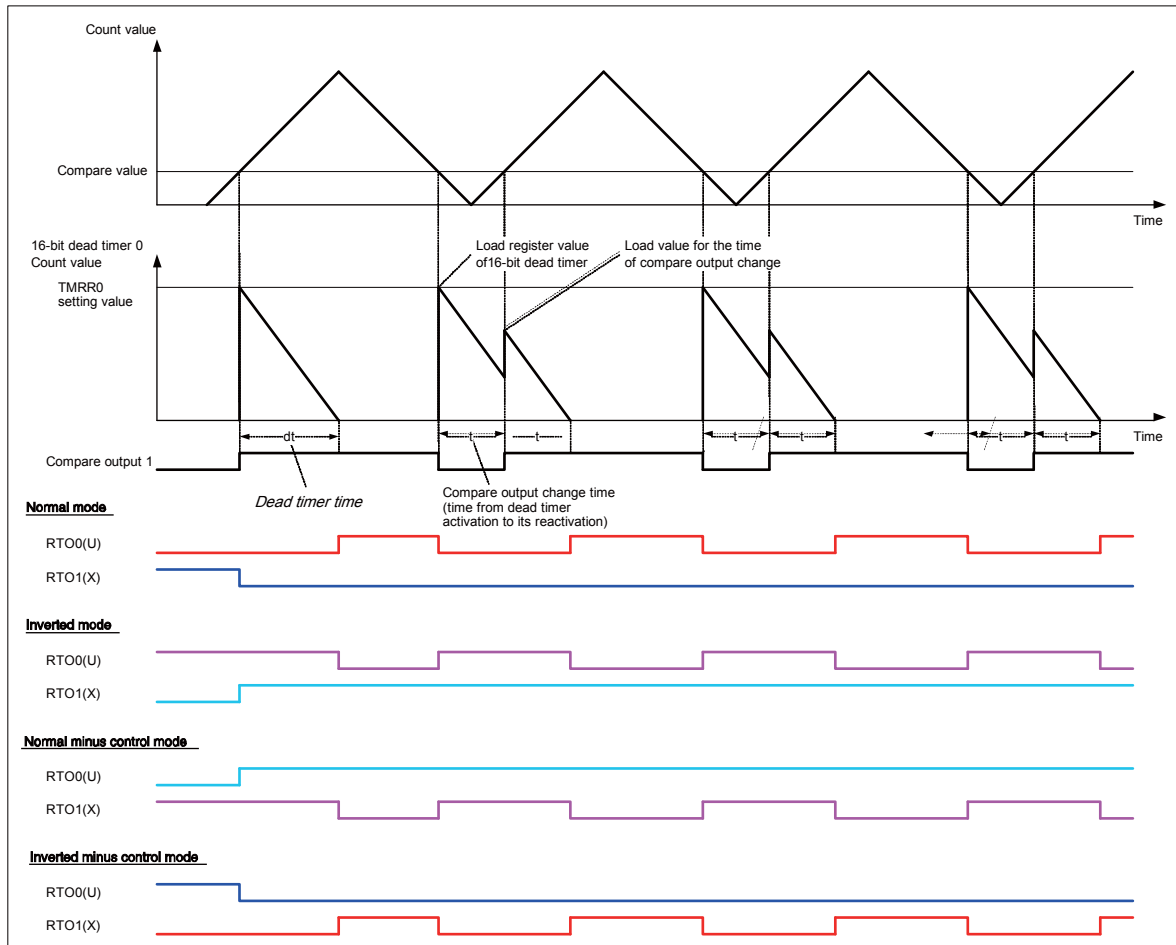 Count value
Compare value
Time
16-bit dead timer 0
Count value
TMRR0
setting value
Load register value
of16-bit dead timer
Load value for the time
of compare output change
dt
t
t
t
t
t
t
Time
Compare output 1
Dead timer time
Compare output change time
(time from dead timer
activation to its reactivation)
Normal mode
RTO0(U)
RTO1(X)
Inverted mode
RTO0(U)
RTO1(X)
Normal minus control mode
RTO0(U)
RTO1(X)
Inverted minus control mode
RTO0(U)
RTO1(X)